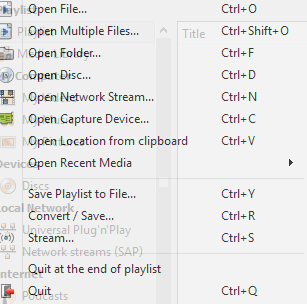 Open File... Ctrl+O
Open Multiple Files... Ctrl+Shift+O
Title
Open Folder... Ctrl+F
Open Disc... Ctrl+D
Open Network Stream... Ctrl+N
Open Capture Device... Ctrl+C
Open Location from clipboard Ctrl+V
Open Recent Media
Devices
Discs
Save Playlist to File... Ctrl+Y
Local Network
Convert / Save... Ctrl+R
Universal Plug'n'Play
Stream... Ctrl+S
Network streams (SAP)
Quit at the end of playlist
Internet
Quit Ctrl+Q
Podcasts